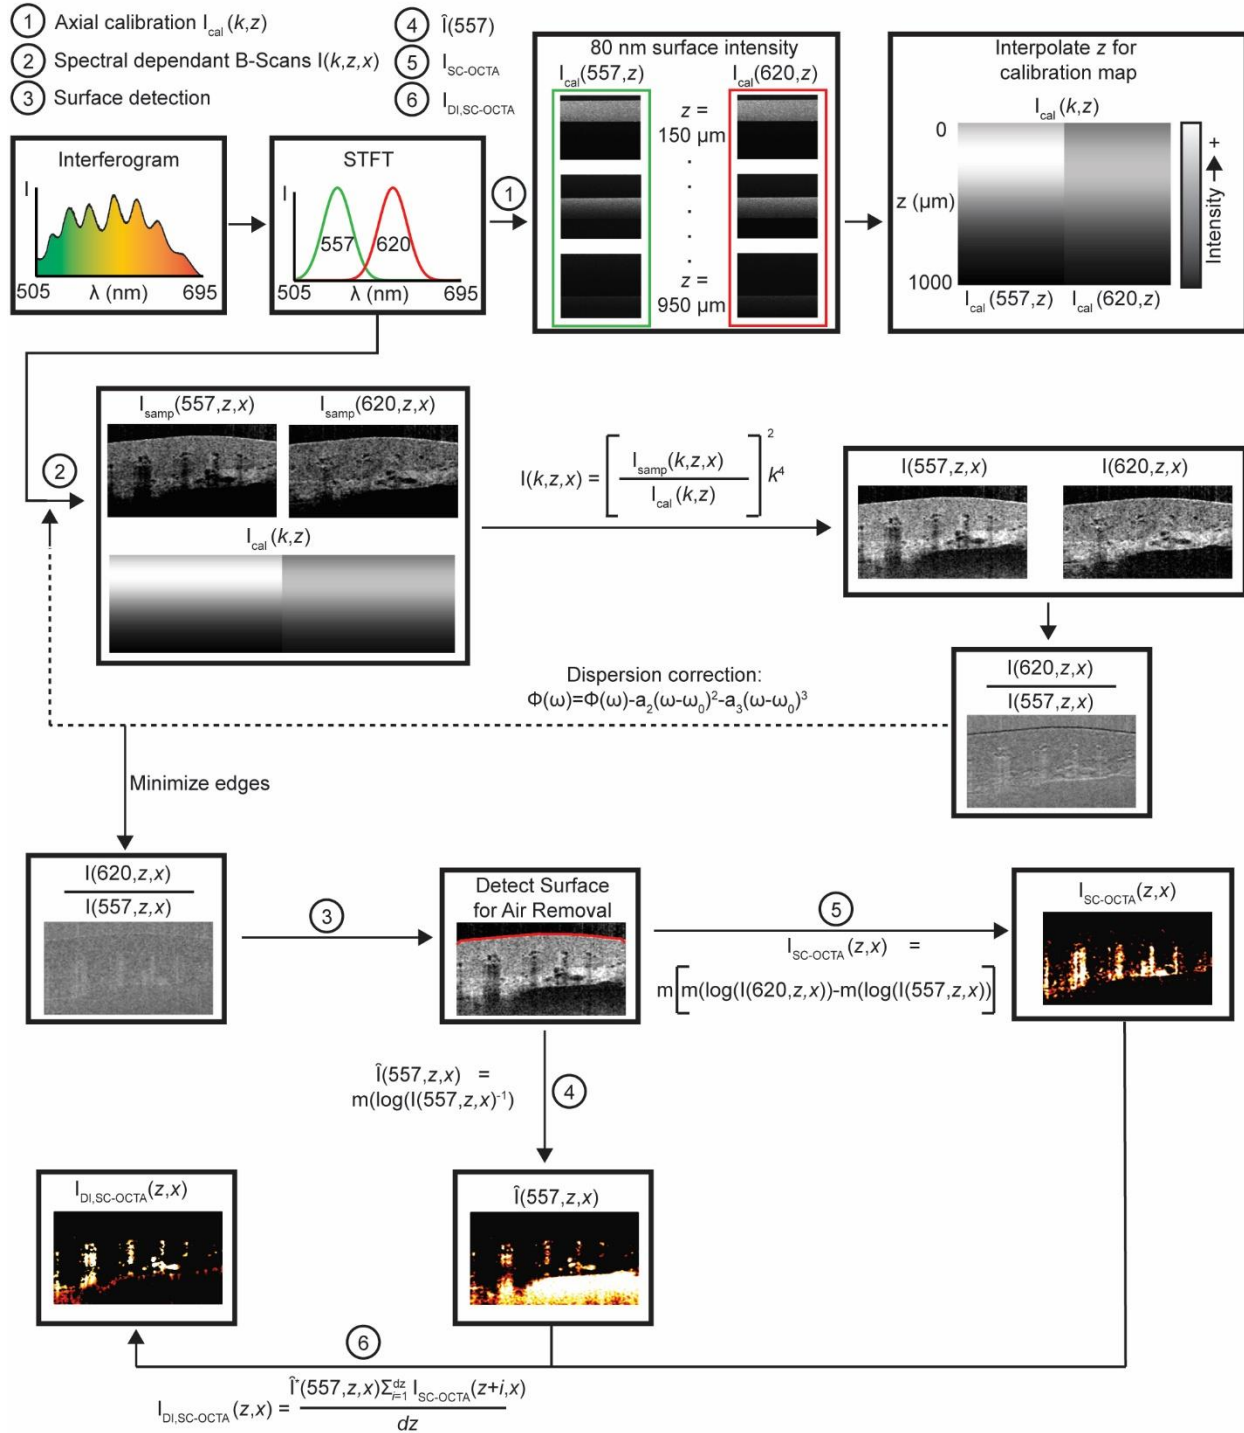 1 Axial calibration I_cal(k,z)
2 Spectral dependant B-Scans I(k,z,x)
3 Surface detection
4 Î(557)
5 I_SC-OCTA
6 I_DI,SC-OCTA
Interferogram
I
505 λ (nm) 695
STFT
I
557 620
505 λ (nm) 695
1
80 nm surface intensity
I_cal(557,z) I_cal(620,z)
z =
150 µm
.
.
.
.
.
.
z =
950 µm
Interpolate z for
calibration map
I_cal(k,z)
0
z (µm)
1000
I_cal(557,z) I_cal(620,z)
Intensity → +
2
I_samp(557,z,x) I_samp(620,z,x)
I_cal(k,z)
I(k,z,x) = [ I_samp(k,z,x) / I_cal(k,z) ]² k⁴
I(557,z,x) I(620,z,x)
I(620,z,x)
I(557,z,x)
Dispersion correction:
Φ(ω)=Φ(ω)-a₂(ω-ω₀)²-a₃(ω-ω₀)³
Minimize edges
I(620,z,x)
I(557,z,x)
3
Detect Surface
for Air Removal
5
I_SC-OCTA(z,x) =
m[m(log(I(620,z,x))-m(log(I(557,z,x))]
I_SC-OCTA(z,x)
Î(557,z,x) =
m(log(I(557,z,x)⁻¹)
4
I_DI,SC-OCTA(z,x)
Î(557,z,x)
6
I_DI,SC-OCTA(z,x) = Î*(557,z,x)Σ_{i=1}^{dz} I_SC-OCTA(z+i,x) / dz